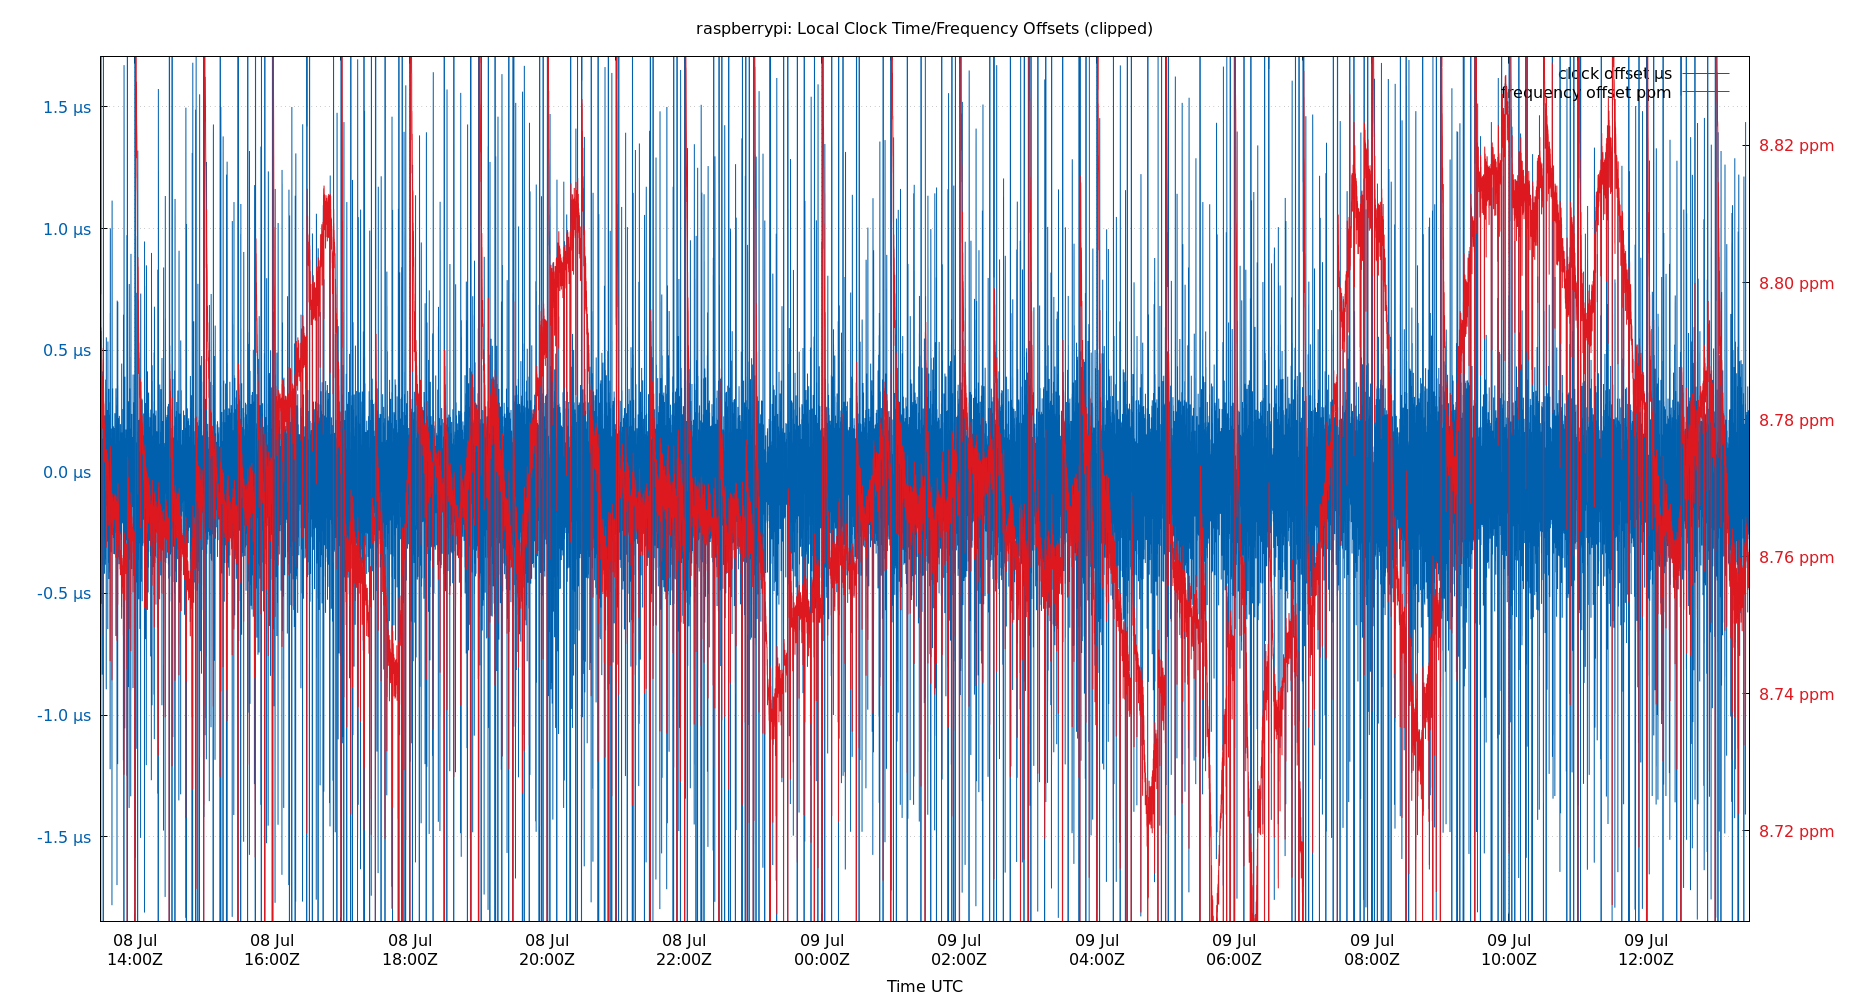 raspberrypi: Local Clock Time/Frequency Offsets (clipped)
clock offset µs
frequency offset ppm
1.5 µs
1.0 µs
0.5 µs
0.0 µs
-0.5 µs
-1.0 µs
-1.5 µs
8.82 ppm
8.80 ppm
8.78 ppm
8.76 ppm
8.74 ppm
8.72 ppm
08 Jul 08 Jul 08 Jul 08 Jul 08 Jul 09 Jul 09 Jul 09 Jul 09 Jul 09 Jul 09 Jul 09 Jul
14:00Z 16:00Z 18:00Z 20:00Z 22:00Z 00:00Z 02:00Z 04:00Z 06:00Z 08:00Z 10:00Z 12:00Z
Time UTC